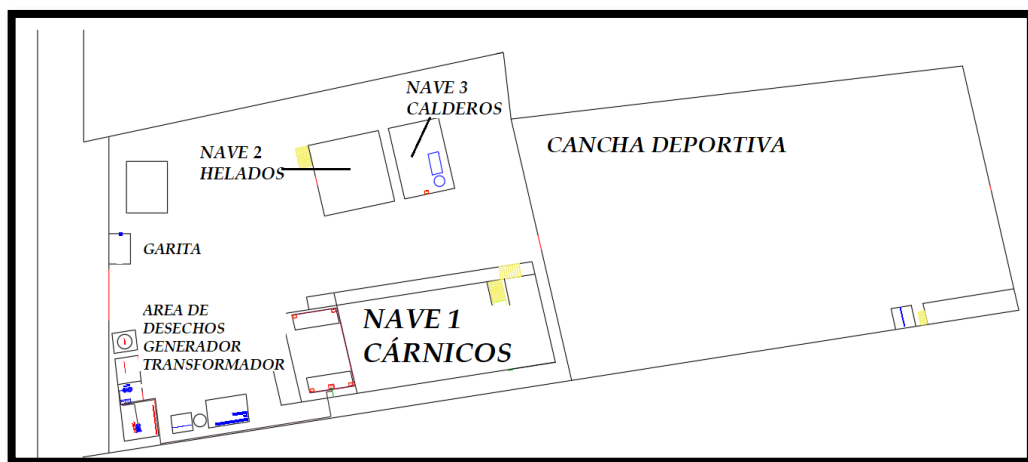 NAVE 3
CALDEROS
NAVE 2
HELADOS
CANCHA DEPORTIVA
GARITA
AREA DE
DESECHOS
GENERADOR
TRANSFORMADOR
NAVE 1
CÁRNICOS